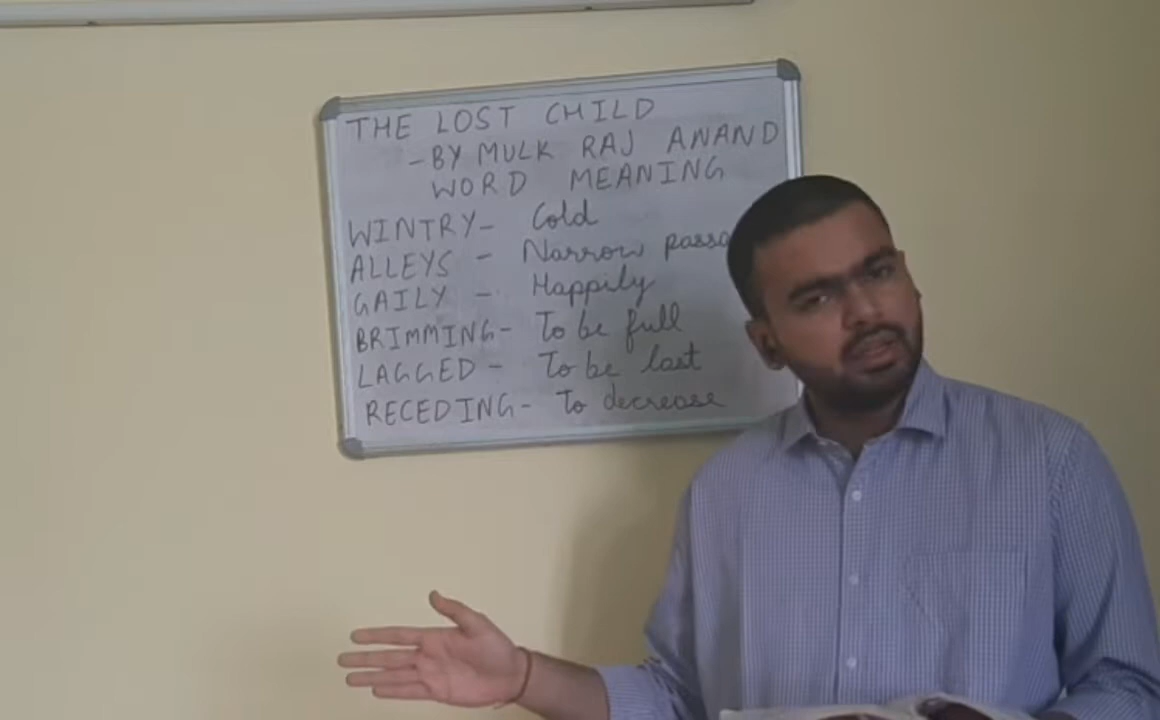 THE LOST CHILD
-BY MULK RAJ ANAND
WORD MEANING
WINTRY- Cold
ALLEYS - Narrow passa
GAILY - Happily
BRIMMING- To be full
LAGGED - To be last
RECEDING- To decrease